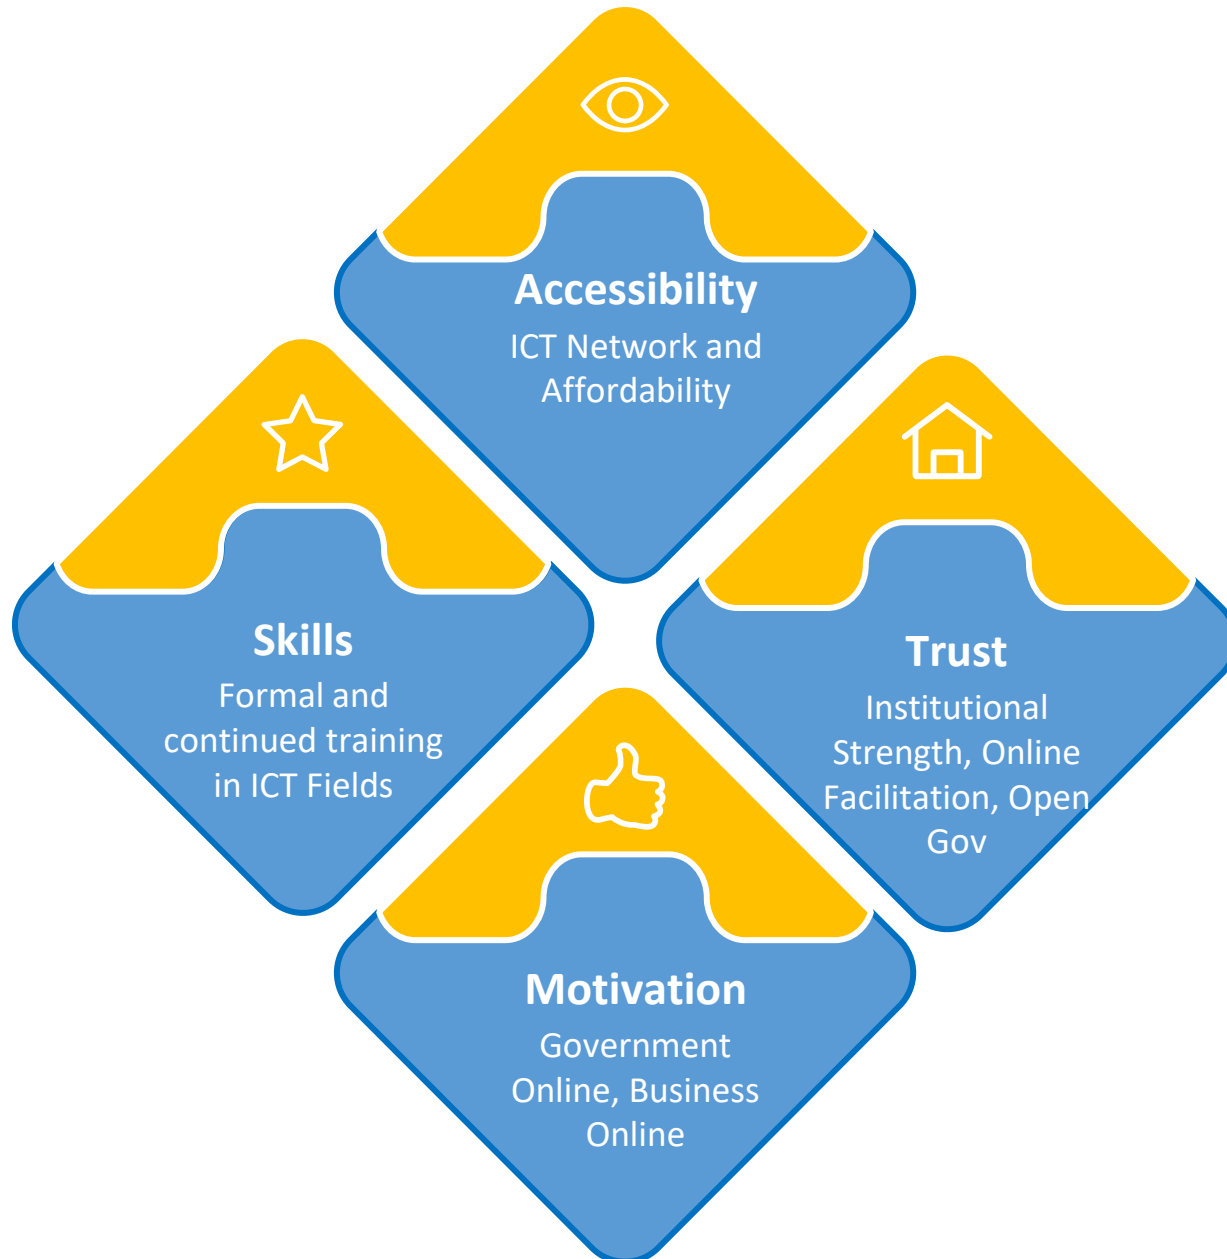 Accessibility
ICT Network and
Affordability
Skills
Formal and
continued training
in ICT Fields
Trust
Institutional
Strength, Online
Facilitation, Open
Gov
Motivation
Government
Online, Business
Online